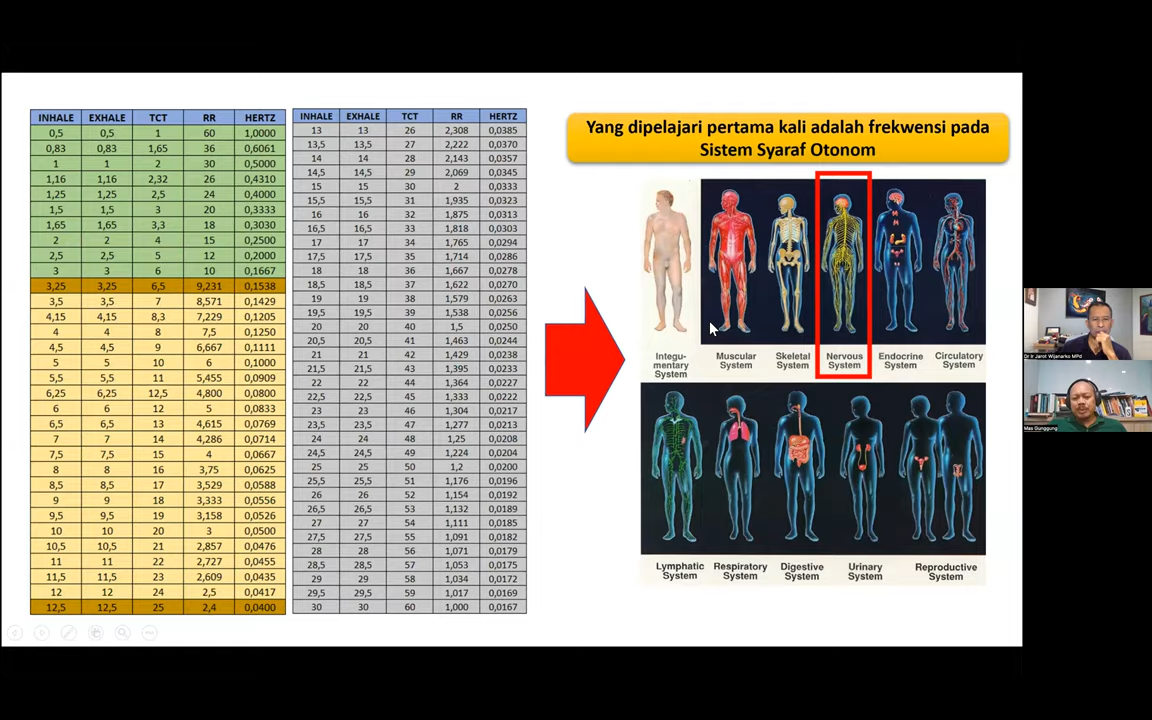 INHALE EXHALE TCT RR HERTZ
0,5 0,5 1 60 1,0000
0,83 0,83 1,65 36 0,6061
1 1 2 30 0,5000
1,16 1,16 2,32 26 0,4310
1,25 1,25 2,5 24 0,4000
1,5 1,5 3 20 0,3333
1,65 1,65 3,3 18 0,3030
2 2 4 15 0,2500
2,5 2,5 5 12 0,2000
3 3 6 10 0,1667
3,25 3,25 6,5 9,231 0,1538
3,5 3,5 7 8,571 0,1429
4,15 4,15 8,3 7,229 0,1205
4 4 8 7,5 0,1250
4,5 4,5 9 6,667 0,1111
5 5 10 6 0,1000
5,5 5,5 11 5,455 0,0909
6,25 6,25 12,5 4,800 0,0800
6 6 12 5 0,0833
6,5 6,5 13 4,615 0,0769
7 7 14 4,286 0,0714
7,5 7,5 15 4 0,0667
8 8 16 3,75 0,0625
8,5 8,5 17 3,529 0,0588
9 9 18 3,333 0,0556
9,5 9,5 19 3,158 0,0526
10 10 20 3 0,0500
10,5 10,5 21 2,857 0,0476
11 11 22 2,727 0,0455
11,5 11,5 23 2,609 0,0435
12 12 24 2,5 0,0417
12,5 12,5 25 2,4 0,0400
INHALE EXHALE TCT RR HERTZ
13 13 26 2,308 0,0385
13,5 13,5 27 2,222 0,0370
14 14 28 2,143 0,0357
14,5 14,5 29 2,069 0,0345
15 15 30 2 0,0333
15,5 15,5 31 1,935 0,0323
16 16 32 1,875 0,0313
16,5 16,5 33 1,818 0,0303
17 17 34 1,765 0,0294
17,5 17,5 35 1,714 0,0286
18 18 36 1,667 0,0278
18,5 18,5 37 1,622 0,0270
19 19 38 1,579 0,0263
19,5 19,5 39 1,538 0,0256
20 20 40 1,5 0,0250
20,5 20,5 41 1,463 0,0244
21 21 42 1,429 0,0238
21,5 21,5 43 1,395 0,0233
22 22 44 1,364 0,0227
22,5 22,5 45 1,333 0,0222
23 23 46 1,304 0,0217
23,5 23,5 47 1,277 0,0213
24 24 48 1,25 0,0208
24,5 24,5 49 1,224 0,0204
25 25 50 1,2 0,0200
25,5 25,5 51 1,176 0,0196
26 26 52 1,154 0,0192
26,5 26,5 53 1,132 0,0189
27 27 54 1,111 0,0185
27,5 27,5 55 1,091 0,0182
28 28 56 1,071 0,0179
28,5 28,5 57 1,053 0,0175
29 29 58 1,034 0,0172
29,5 29,5 59 1,017 0,0169
30 30 60 1,000 0,0167
Yang dipelajari pertama kali adalah frekwensi pada
Sistem Syaraf Otonom
Integu-
mentary
System
Muscular
System
Skeletal
System
Nervous
System
Endocrine
System
Circulatory
System
Lymphatic
System
Respiratory
System
Digestive
System
Urinary
System
Reproductive
System
Dr Ir Jarot Wijanarko MPd
Mas Gunggung